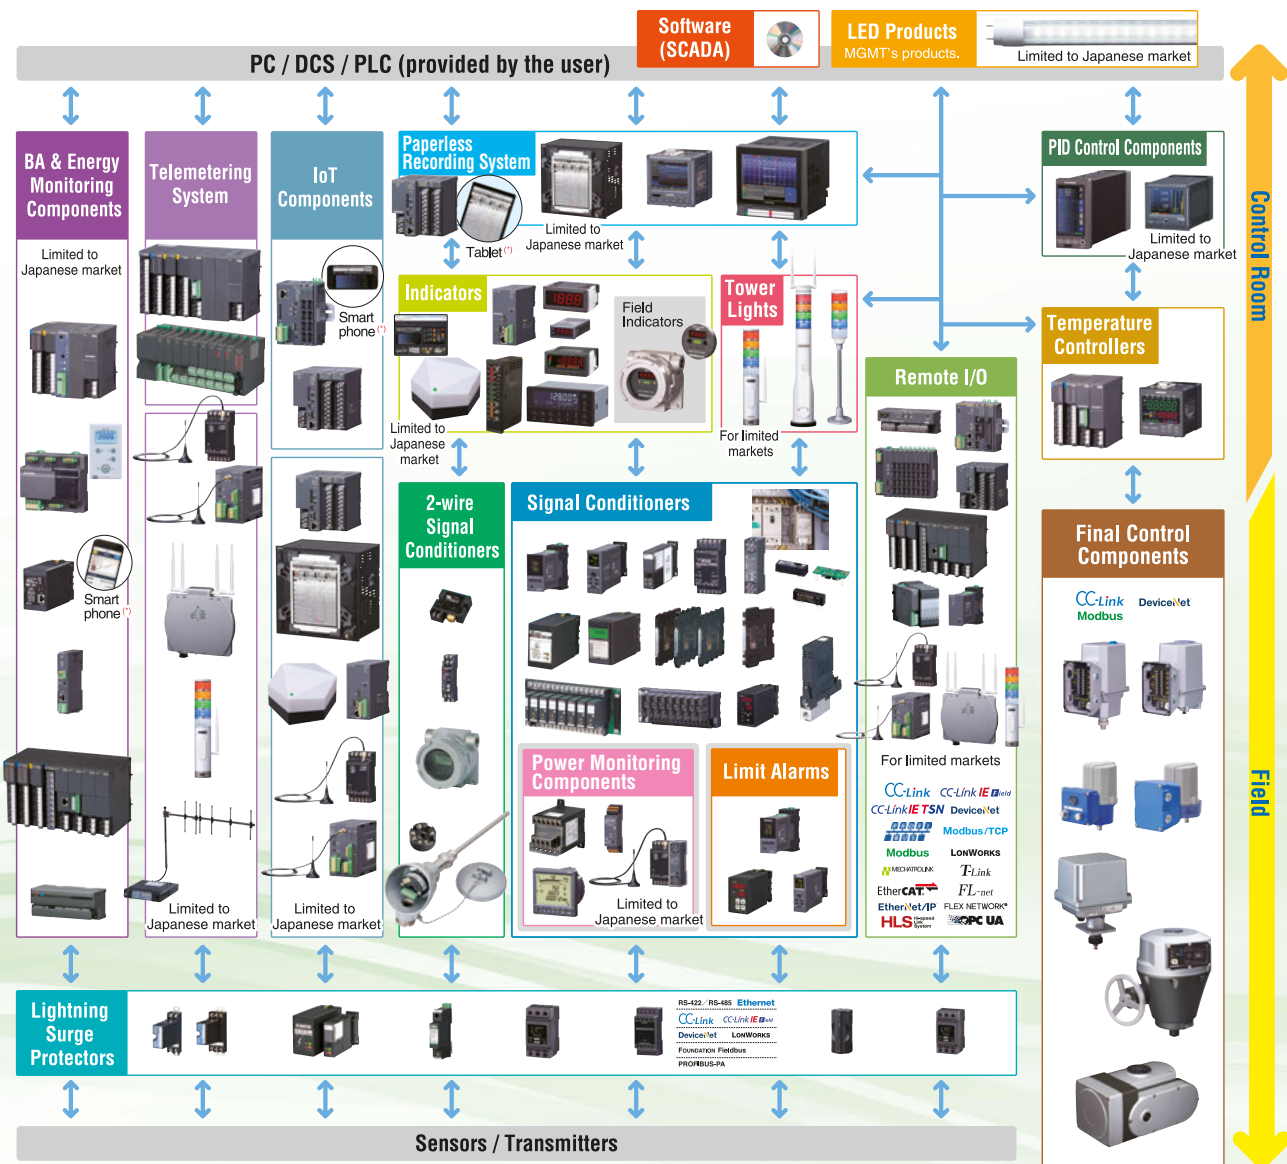 Software
(SCADA)
LED Products
MGMT's products.
Limited to Japanese market
PC / DCS / PLC (provided by the user)
BA & Energy
Monitoring
Components
Limited to
Japanese market
Smart
phone (*)
Telemetering
System
Limited to
Japanese market
IoT
Components
Smart
phone (*)
Limited to
Japanese market
Paperless
Recording System
Tablet (*)
Limited to
Japanese market
Indicators
Field
Indicators
Limited to
Japanese
market
Tower
Lights
For limited
markets
PID Control Components
Limited to
Japanese market
Temperature
Controllers
Control Room
Field
2-wire
Signal
Conditioners
Signal Conditioners
Power Monitoring
Components
Limited to
Japanese market
Limit Alarms
Remote I/O
For limited markets
CC-Link CC-Link IE Field
CC-Link IE TSN DeviceNet
PROFI BUS Modbus/TCP
Modbus LONWORKS
MECHATROLINK T-Link
EtherCAT FL-net
EtherNet/IP FLEX NETWORK®
HLS Hi-speed Link System OPC UA
Final Control
Components
CC-Link DeviceNet
Modbus
Lightning
Surge
Protectors
RS-422／RS-485 Ethernet
CC-Link CC-Link IE Field
DeviceNet LONWORKS
FOUNDATION Fieldbus
PROFIBUS-PA
Sensors / Transmitters